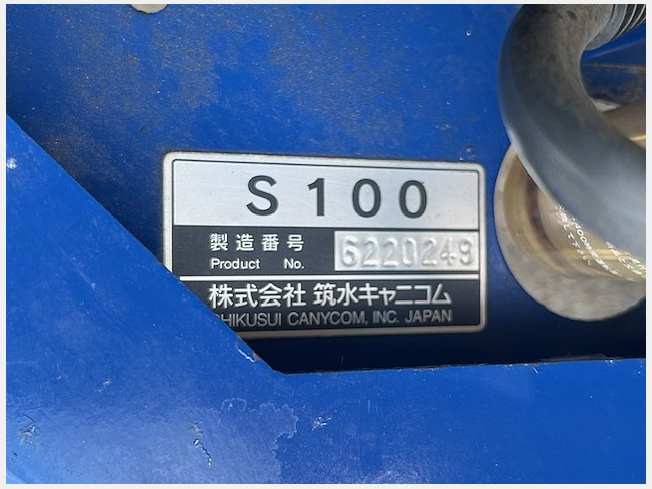 S100
製造番号
Product No. 6220249
株式会社 筑水キャニコム
HIKUSUI CANYCOM, INC. JAPAN